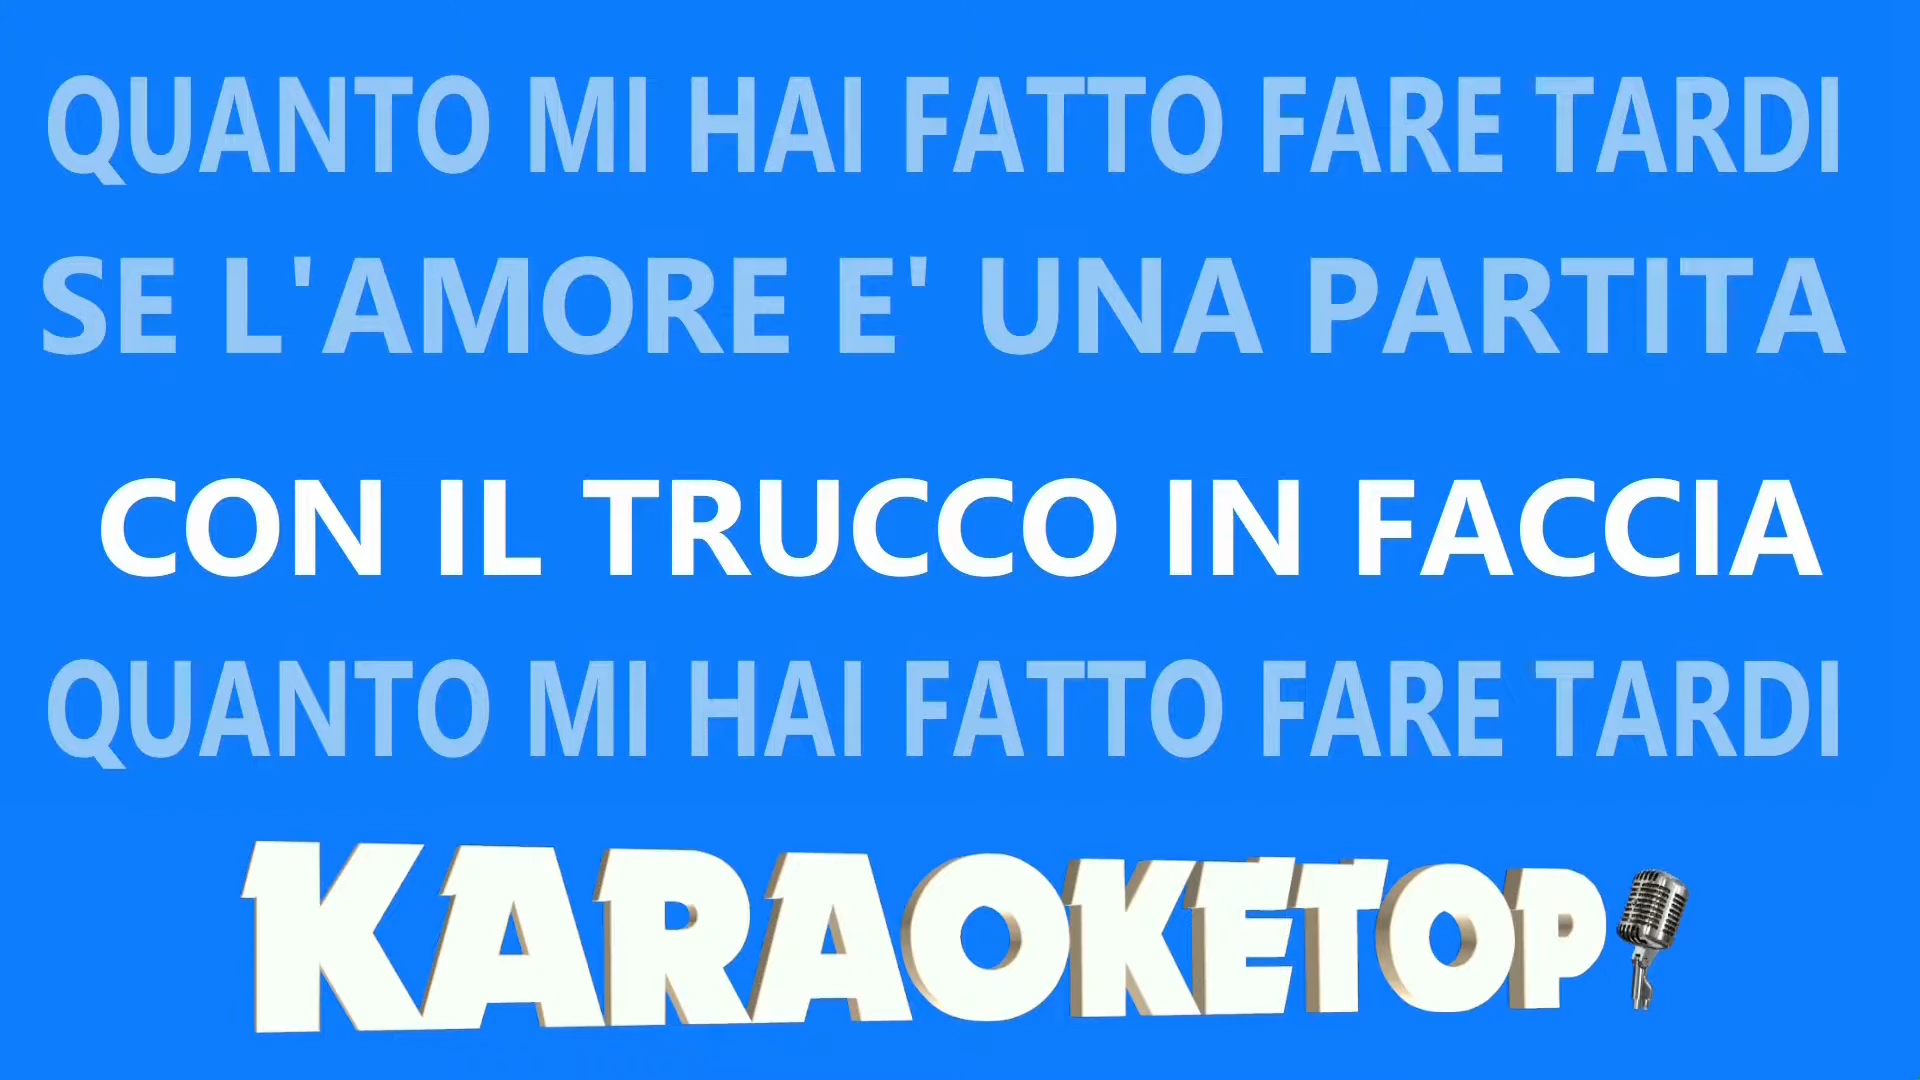 QUANTO MI HAI FATTO FARE TARDI
SE L'AMORE E' UNA PARTITA
CON IL TRUCCO IN FACCIA
QUANTO MI HAI FATTO FARE TARDI
KARAOKETOP